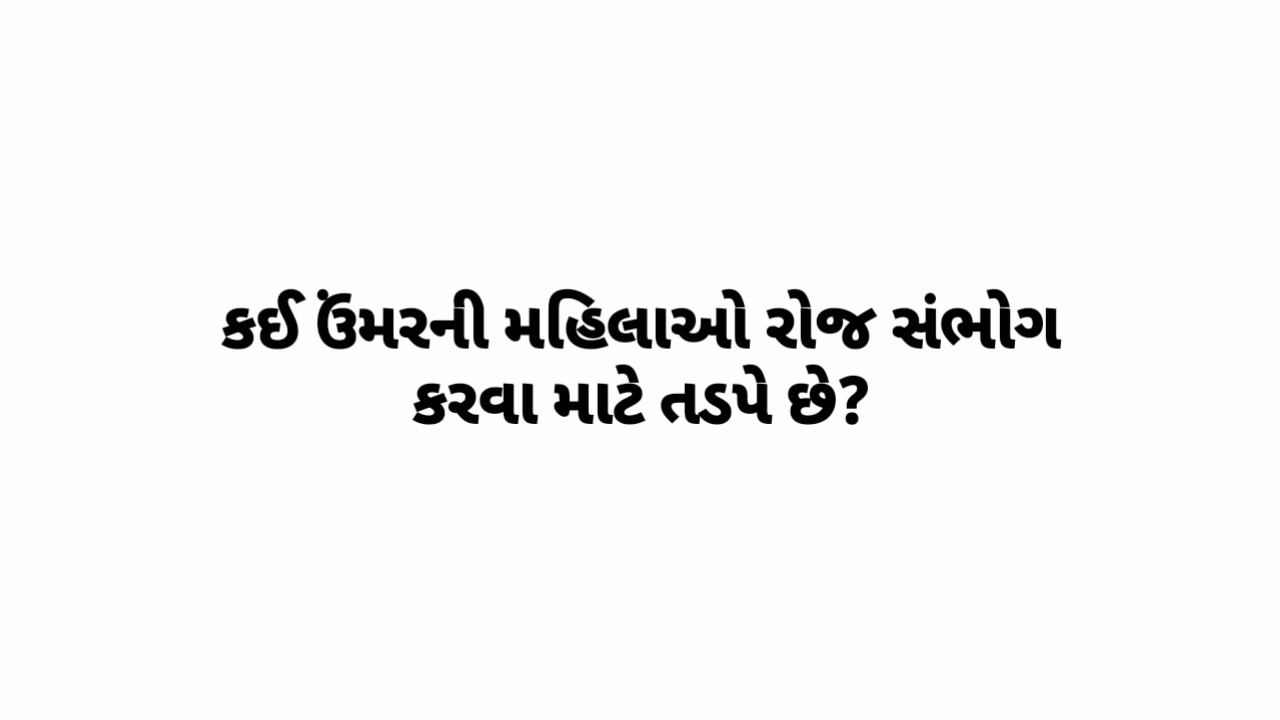 કઈ ઉંમરની મહિલાઓ રોજ સંભોગ
કરવા માટે તડપે છે?